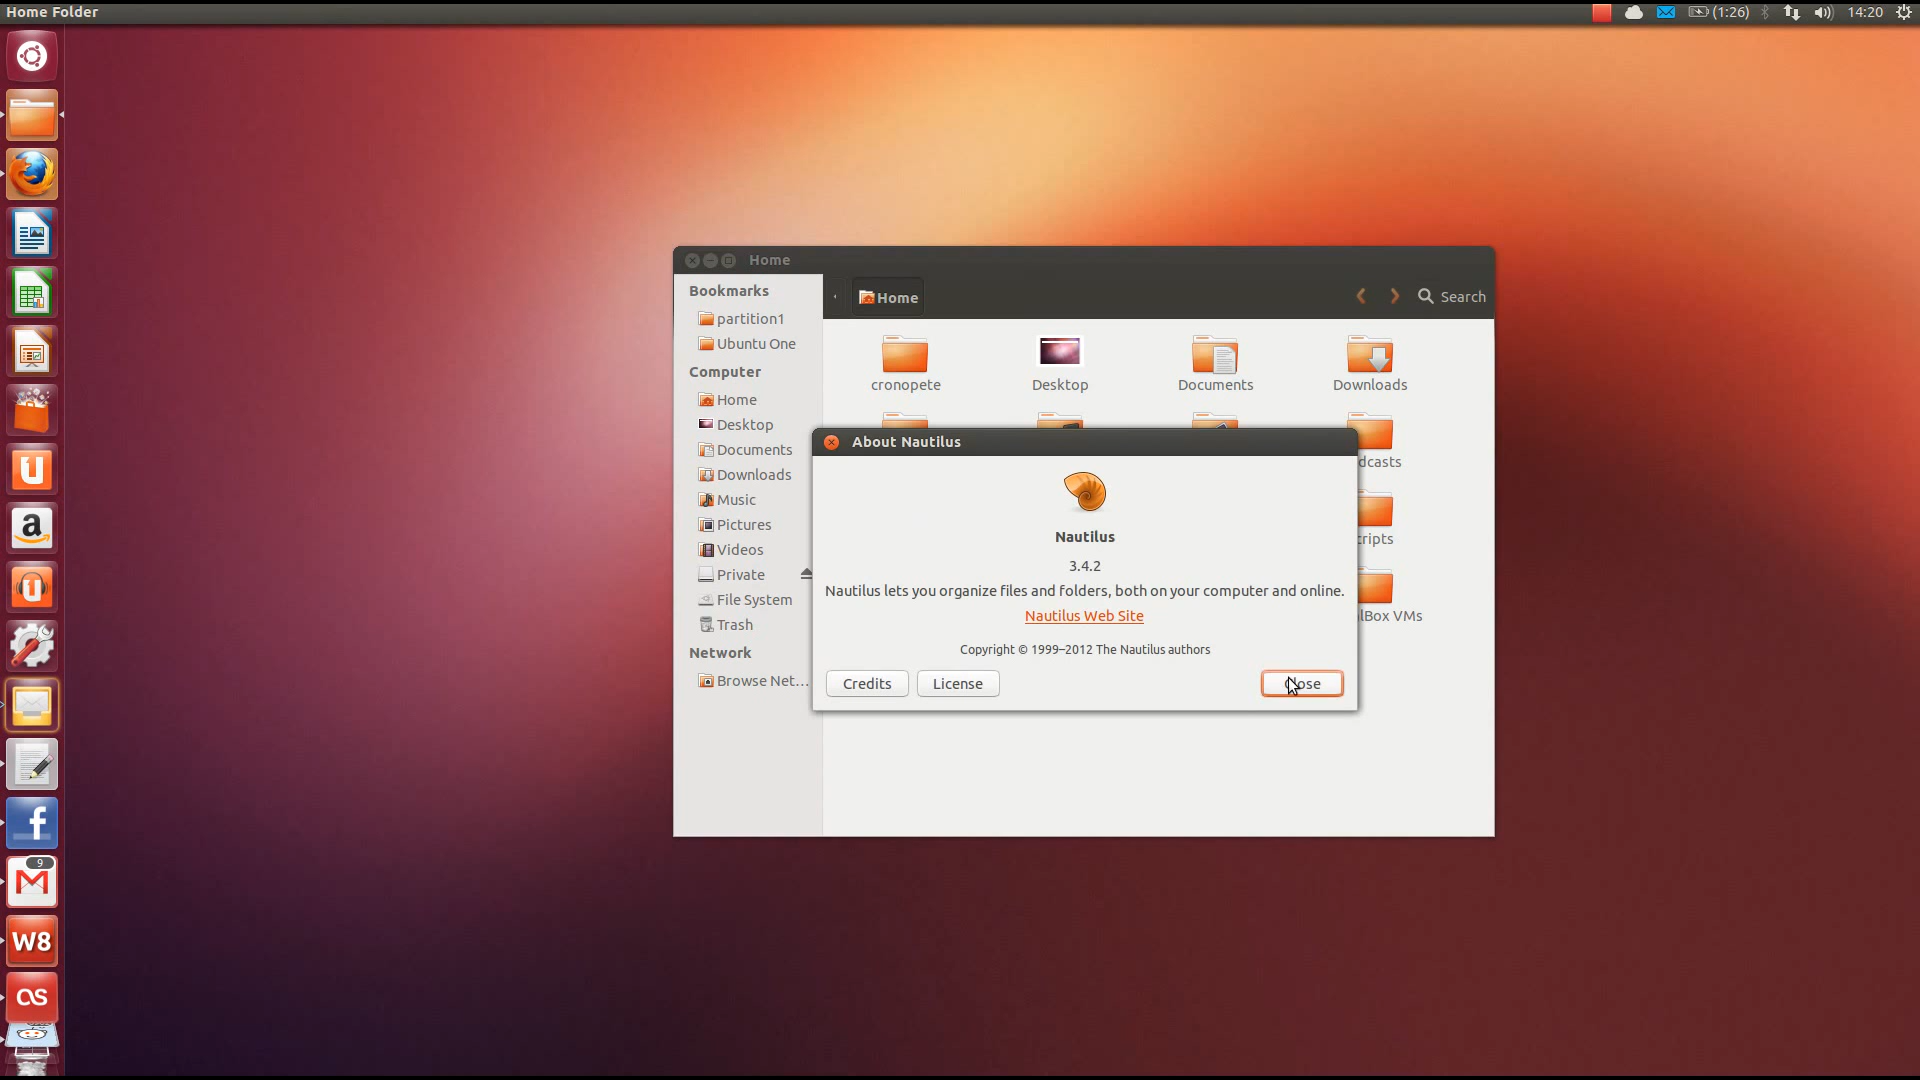 Home Folder
(1:26)
14:20
Home
Bookmarks
partition1
Ubuntu One
Computer
Home
Desktop
Documents
Downloads
Music
Pictures
Videos
Private
File System
Trash
Network
Browse Net...
Home
Search
cronopete
Desktop
Documents
Downloads
dcasts
cripts
lBox VMs
About Nautilus
Nautilus
3.4.2
Nautilus lets you organize files and folders, both on your computer and online.
Nautilus Web Site
Copyright © 1999–2012 The Nautilus authors
Credits
License
Close
U
a
U
f
9
M
W8